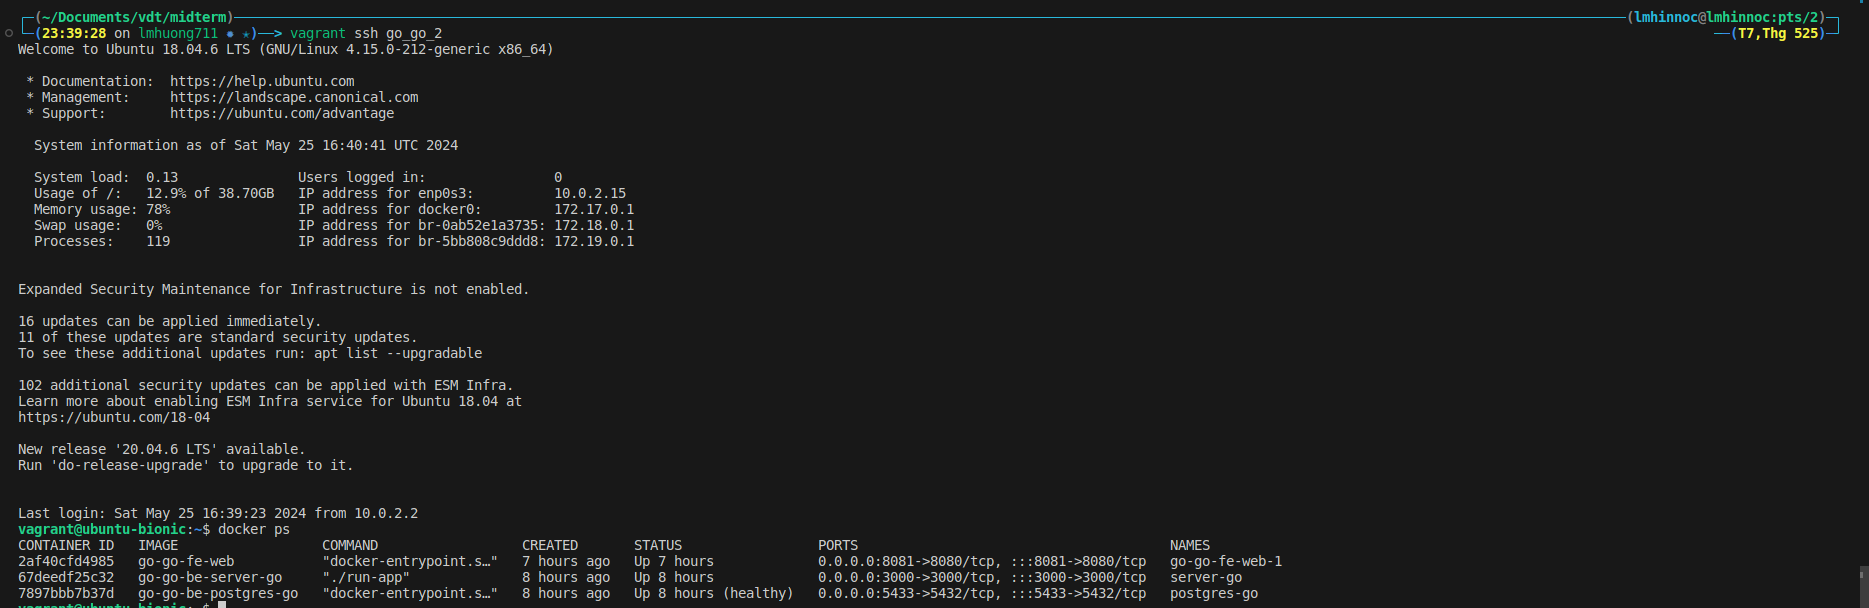 (~/Documents/vdt/midterm) (lmhinnoc@lmhinnoc:pts/2)
(23:39:28 on lmhuong711 ✹ ✭)──> vagrant ssh go_go_2 (T7,Thg 525)
Welcome to Ubuntu 18.04.6 LTS (GNU/Linux 4.15.0-212-generic x86_64)
* Documentation:  https://help.ubuntu.com
* Management:     https://landscape.canonical.com
* Support:        https://ubuntu.com/advantage
System information as of Sat May 25 16:40:41 UTC 2024
System load:  0.13               Users logged in:                0
Usage of /:   12.9% of 38.70GB   IP address for enp0s3:          10.0.2.15
Memory usage: 78%                IP address for docker0:         172.17.0.1
Swap usage:   0%                 IP address for br-0ab52e1a3735: 172.18.0.1
Processes:    119                IP address for br-5bb808c9ddd8: 172.19.0.1
Expanded Security Maintenance for Infrastructure is not enabled.
16 updates can be applied immediately.
11 of these updates are standard security updates.
To see these additional updates run: apt list --upgradable
102 additional security updates can be applied with ESM Infra.
Learn more about enabling ESM Infra service for Ubuntu 18.04 at
https://ubuntu.com/18-04
New release '20.04.6 LTS' available.
Run 'do-release-upgrade' to upgrade to it.
Last login: Sat May 25 16:39:23 2024 from 10.0.2.2
vagrant@ubuntu-bionic:~$ docker ps
CONTAINER ID   IMAGE                  COMMAND                  CREATED       STATUS                 PORTS                                       NAMES
2af40cfd4985   go-go-fe-web           "docker-entrypoint.s…"   7 hours ago   Up 7 hours             0.0.0.0:8081->8080/tcp, :::8081->8080/tcp   go-go-fe-web-1
67deedf25c32   go-go-be-server-go     "./run-app"              8 hours ago   Up 8 hours             0.0.0.0:3000->3000/tcp, :::3000->3000/tcp   server-go
7897bbb7b37d   go-go-be-postgres-go   "docker-entrypoint.s…"   8 hours ago   Up 8 hours (healthy)   0.0.0.0:5433->5432/tcp, :::5433->5432/tcp   postgres-go
vagrant@ubuntu-bionic:~$